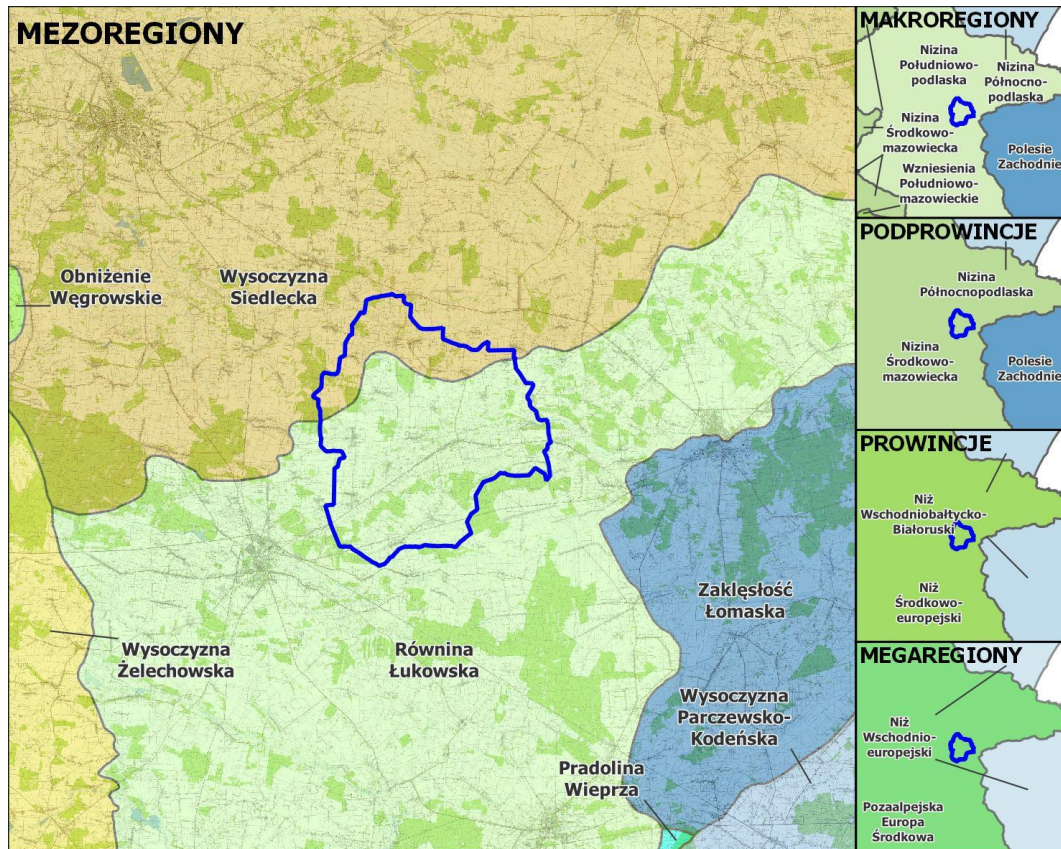 MEZOREGIONY
Obniżenie
Węgrowskie
Wysoczyzna
Siedlecka
Wysoczyzna
Żelechowska
Równina
Łukowska
Zaklęsłość
Łomaska
Wysoczyzna
Parczewsko-
Kodeńska
Pradolina
Wieprza
MAKROREGIONY
Nizina
Południowo-
podlaska
Nizina
Północno-
podlaska
Nizina
Środkowo-
mazowiecka
Polesie
Zachodnie
Wzniesienia
Południowo-
mazowieckie
PODPROWINCJE
Nizina
Północnopodlaska
Nizina
Środkowo-
mazowiecka
Polesie
Zachodnie
PROWINCJE
Niż
Wschodniobałtycko-
Białoruski
Niż
Środkowo-
europejski
MEGAREGIONY
Niż
Wschodnio-
europejski
Pozaalpejska
Europa
Środkowa